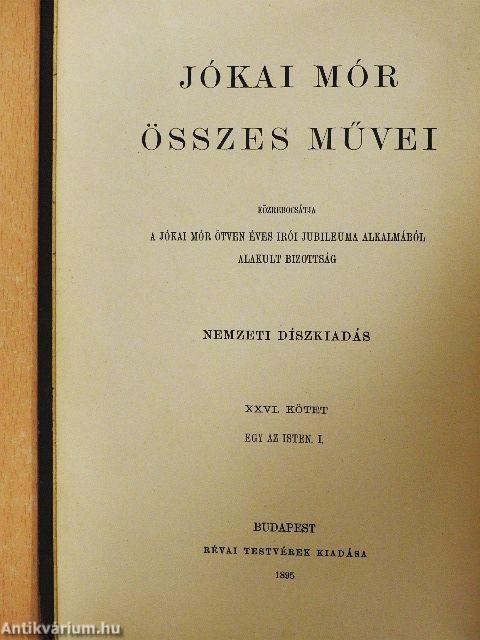 JÓKAI MÓR
ÖSSZES MŰVEI
KÖZREBOCSÁTJA
A JÓKAI MÓR ÖTVEN ÉVES IRÓI JUBILEUMA ALKALMÁBÓL
ALAKULT BIZOTTSÁG
NEMZETI DÍSZKIADÁS
XXVI. KÖTET
EGY AZ ISTEN. I.
BUDAPEST
RÉVAI TESTVÉREK KIADÁSA
1895
Antikvárium.hu